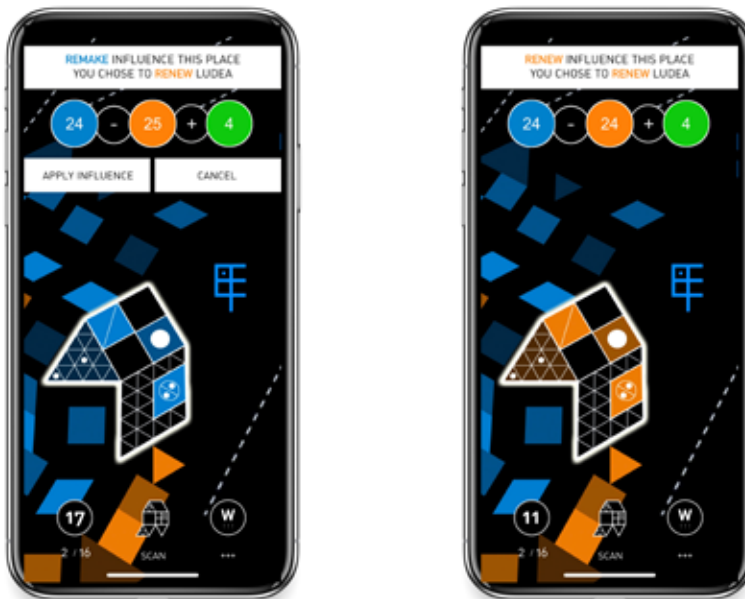 REMAKE INFLUENCE THIS PLACE
YOU CHOSE TO RENEW LUDEA
24 - 25 + 4
APPLY INFLUENCE CANCEL
17 W
2 / 16 SCAN
RENEW INFLUENCE THIS PLACE
YOU CHOSE TO RENEW LUDEA
24 - 24 + 4
11 W
2 / 16 SCAN